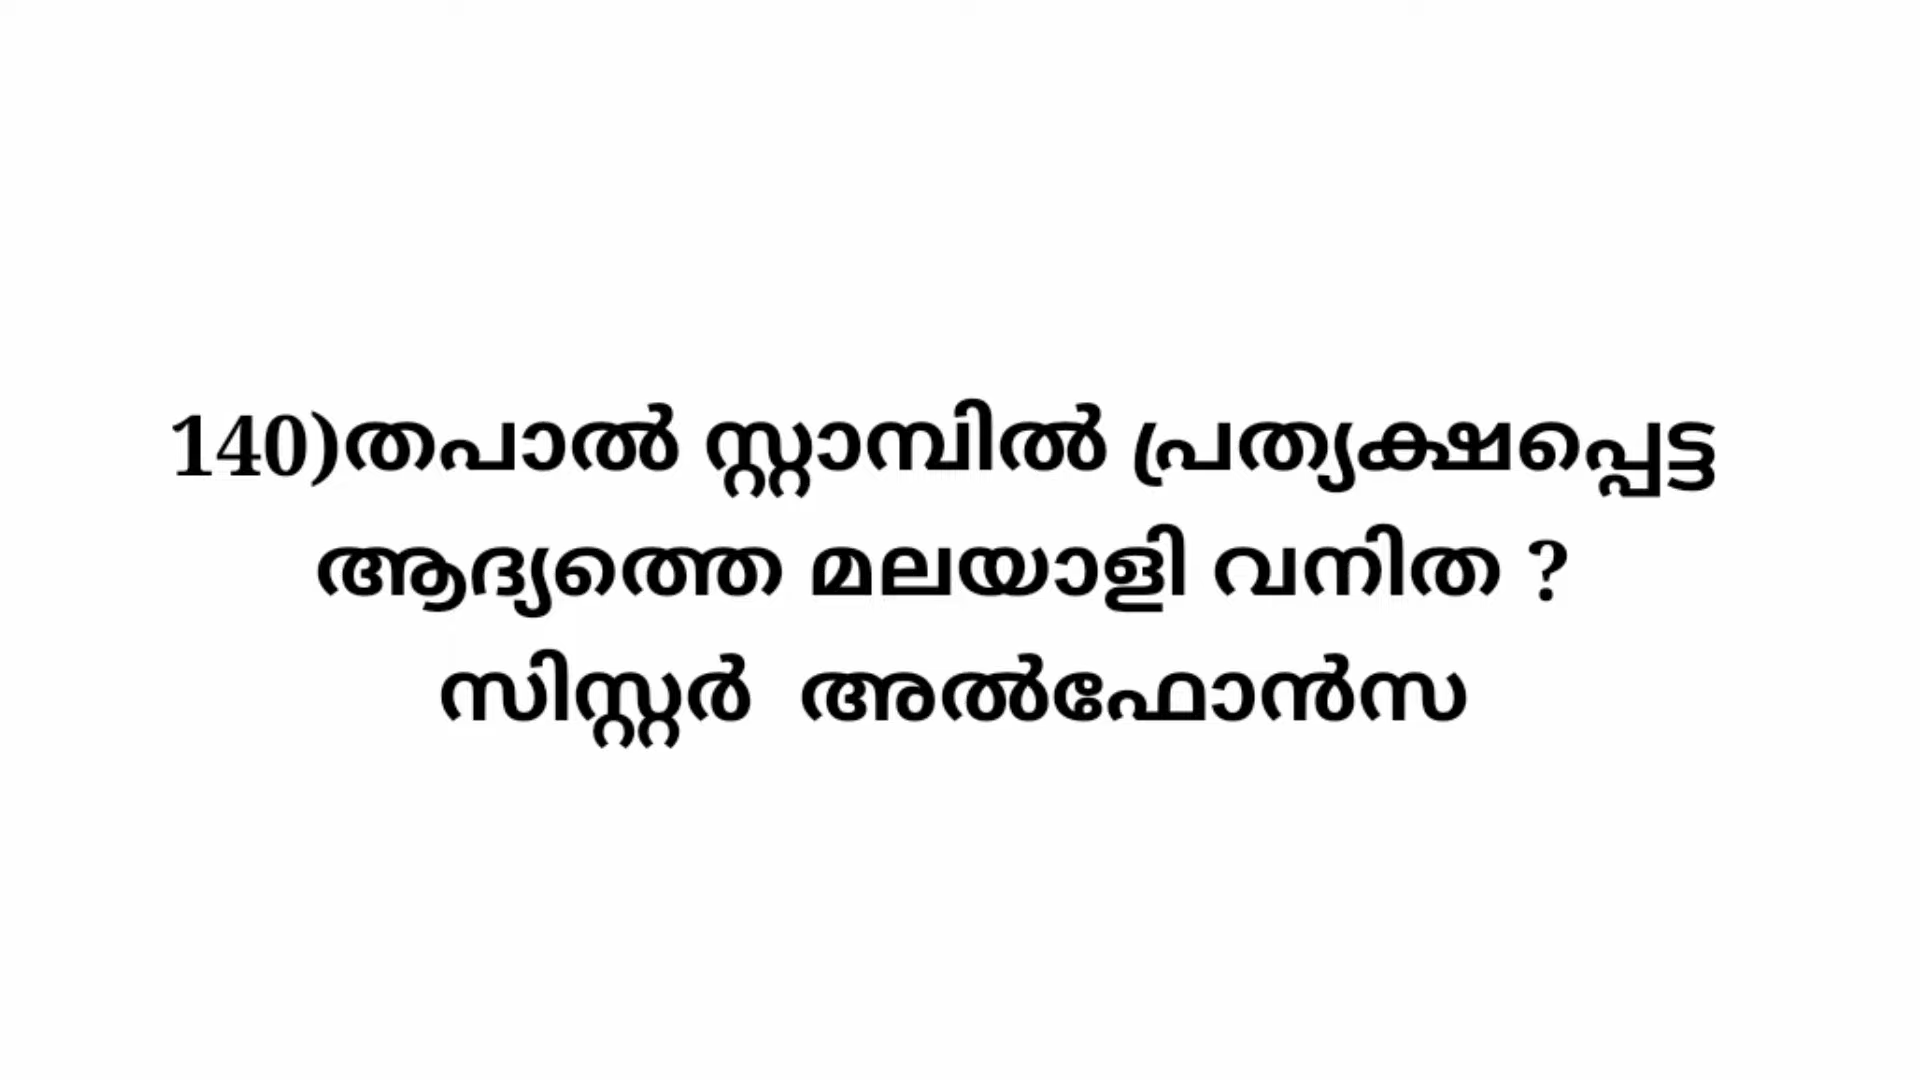 140)തപാൽ സ്റ്റാമ്പിൽ പ്രത്യക്ഷപ്പെട്ട
ആദ്യത്തെ മലയാളി വനിത ?
സിസ്റ്റർ അൽഫോൻസ